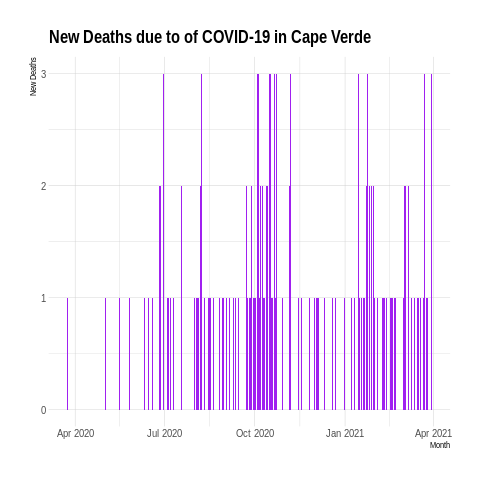 New Deaths due to of COVID-19 in Cape Verde
New Deaths
3
2
1
0
Apr 2020 Jul 2020 Oct 2020 Jan 2021 Apr 2021
Month